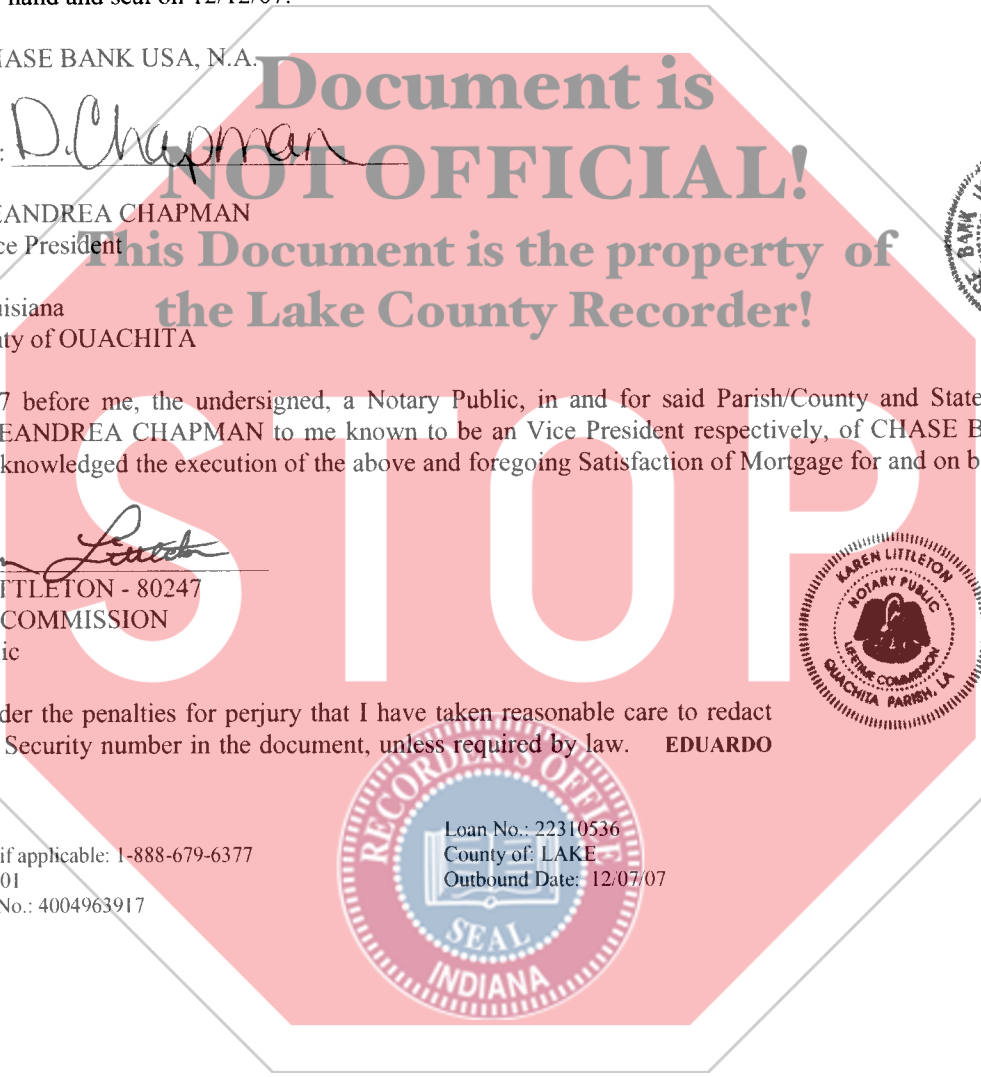 hand and seal on 12/12/07.
HASE BANK USA, N.A.
Document is
NOT OFFICIAL!
This Document is the property of
the Lake County Recorder!
: D. Chapman
EANDREA CHAPMAN
ce President
uisiana
nty of OUACHITA
7 before me, the undersigned, a Notary Public, in and for said Parish/County and State
EANDREA CHAPMAN to me known to be an Vice President respectively, of CHASE B
knowledged the execution of the above and foregoing Satisfaction of Mortgage for and on b
STOP
Littleton
TTLETON - 80247
COMMISSION
ic
KAREN LITTLETON
NOTARY PUBLIC
LIFETIME COMMISSION
OUACHITA PARISH, LA
der the penalties for perjury that I have taken reasonable care to redact
Security number in the document, unless required by law. EDUARDO
RECORDER'S OFFICE
SEAL
INDIANA
if applicable: 1-888-679-6377
01
No.: 4004963917
Loan No.: 22310536
County of: LAKE
Outbound Date: 12/07/07
BANK